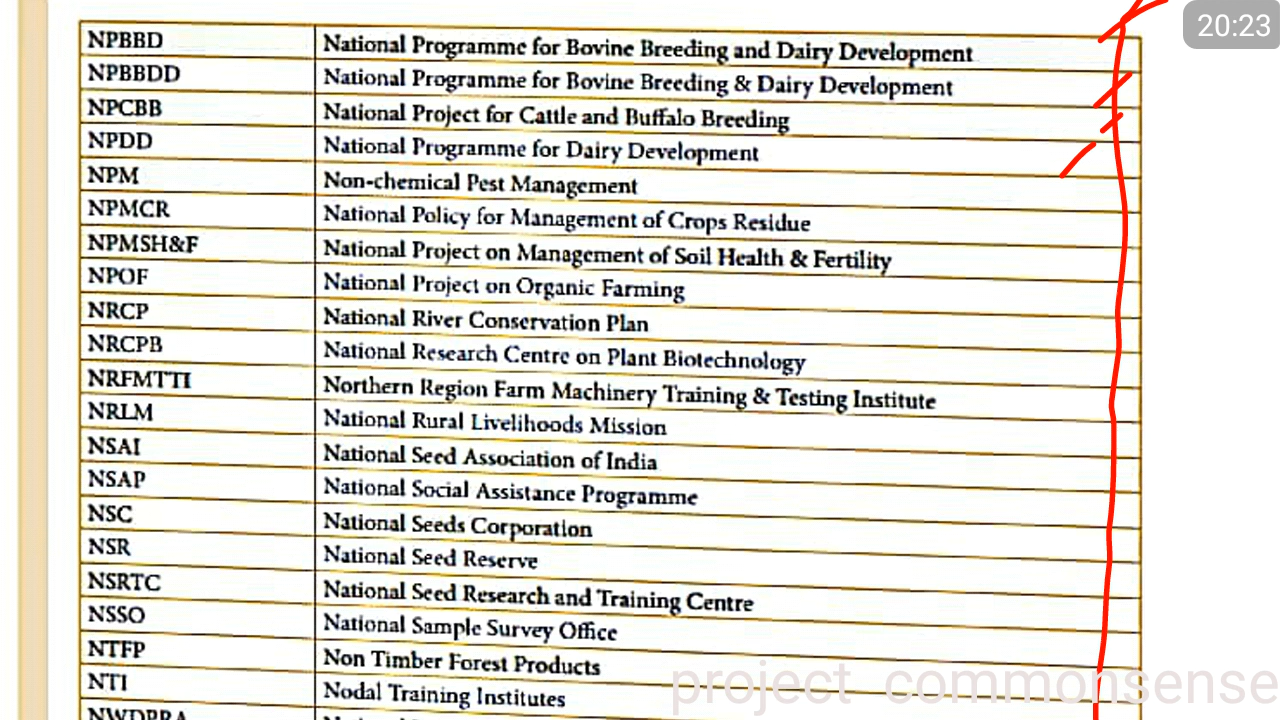 20:23
NPBBD National Programme for Bovine Breeding and Dairy Development
NPBBDD National Programme for Bovine Breeding & Dairy Development
NPCBB National Project for Cattle and Buffalo Breeding
NPDD National Programme for Dairy Development
NPM Non-chemical Pest Management
NPMCR National Policy for Management of Crops Residue
NPMSH&F National Project on Management of Soil Health & Fertility
NPOF National Project on Organic Farming
NRCP National River Conservation Plan
NRCPB National Research Centre on Plant Biotechnology
NRFMTTI Northern Region Farm Machinery Training & Testing Institute
NRLM National Rural Livelihoods Mission
NSAI National Seed Association of India
NSAP National Social Assistance Programme
NSC National Seeds Corporation
NSR National Seed Reserve
NSRTC National Seed Research and Training Centre
NSSO National Sample Survey Office
NTFP Non Timber Forest Products
NTI Nodal Training Institutes
project commonsense
NWDPRA